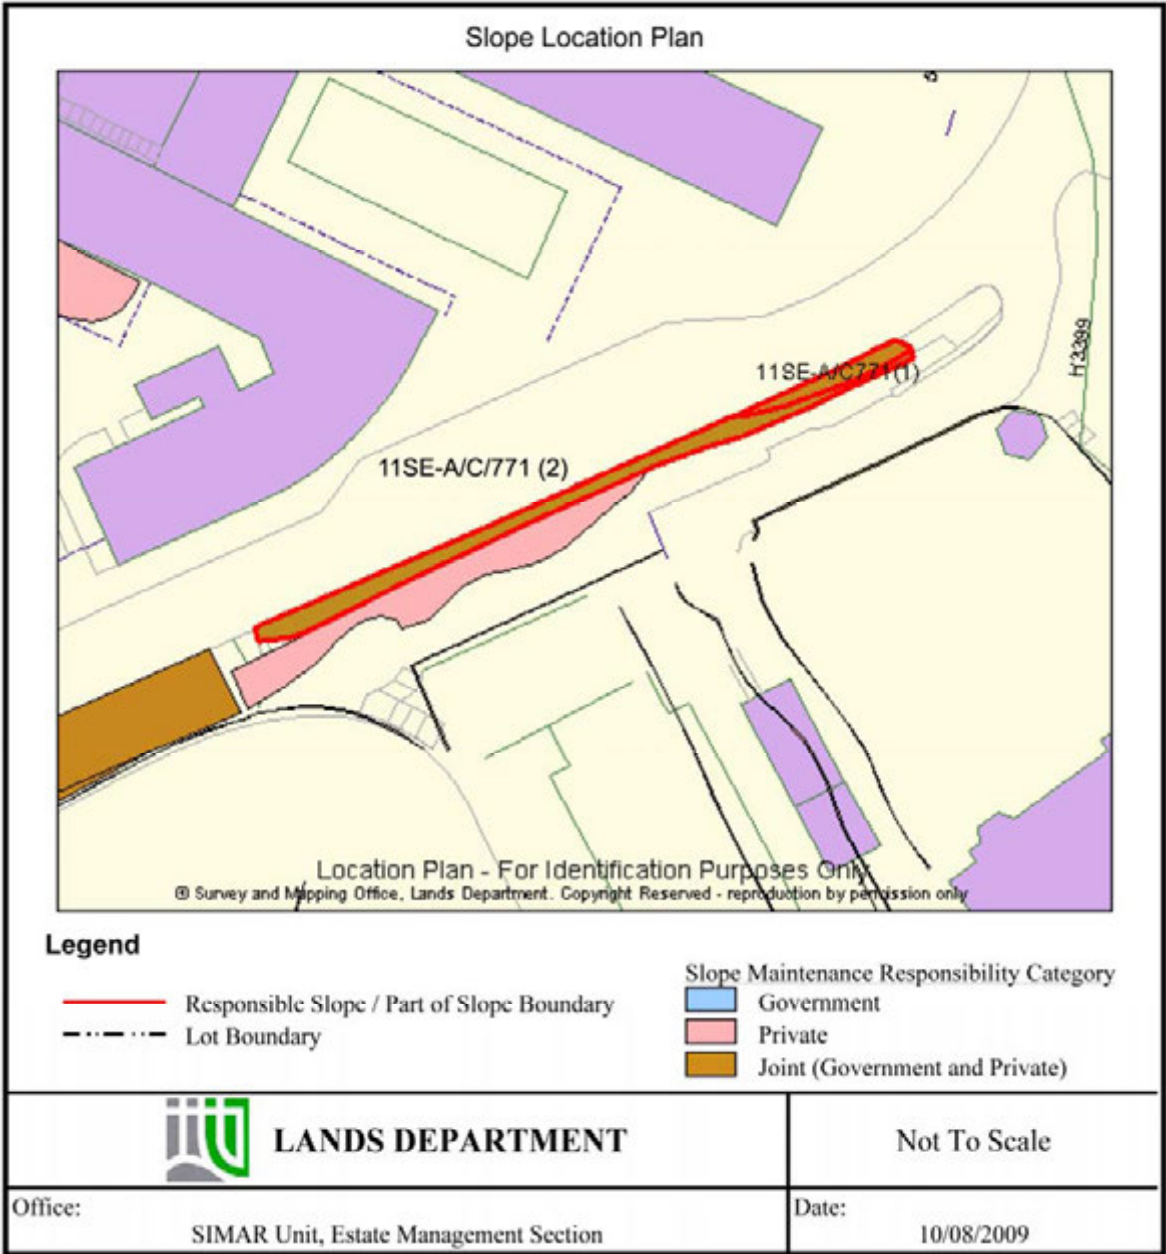 Slope Location Plan
11SE-A/C771(1)
H'3399
11SE-A/C/771 (2)
Location Plan - For Identification Purposes Only
© Survey and Mapping Office, Lands Department. Copyright Reserved - reproduction by permission only
Legend
Responsible Slope / Part of Slope Boundary
Lot Boundary
Slope Maintenance Responsibility Category
Government
Private
Joint (Government and Private)
LANDS DEPARTMENT
Not To Scale
Office:
SIMAR Unit, Estate Management Section
Date:
10/08/2009